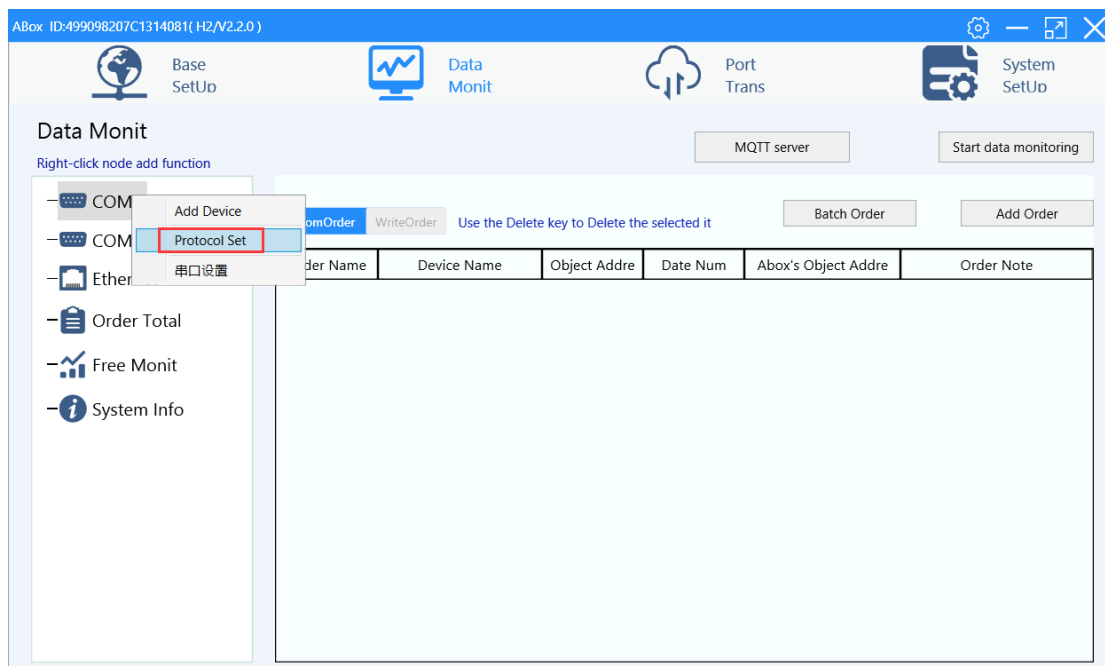 ABox ID:499098207C1314081( H2/V2.2.0 )
Base
SetUp
Data
Monit
Port
Trans
System
SetUp
Data Monit
MQTT server
Start data monitoring
Right-click node add function
COM
Add Device
COM
Protocol Set
Ether
串口设置
Order Total
Free Monit
System Info
omOrder
WriteOrder
Use the Delete key to Delete the selected it
Batch Order
Add Order
der Name
Device Name
Object Addre
Date Num
Abox's Object Addre
Order Note